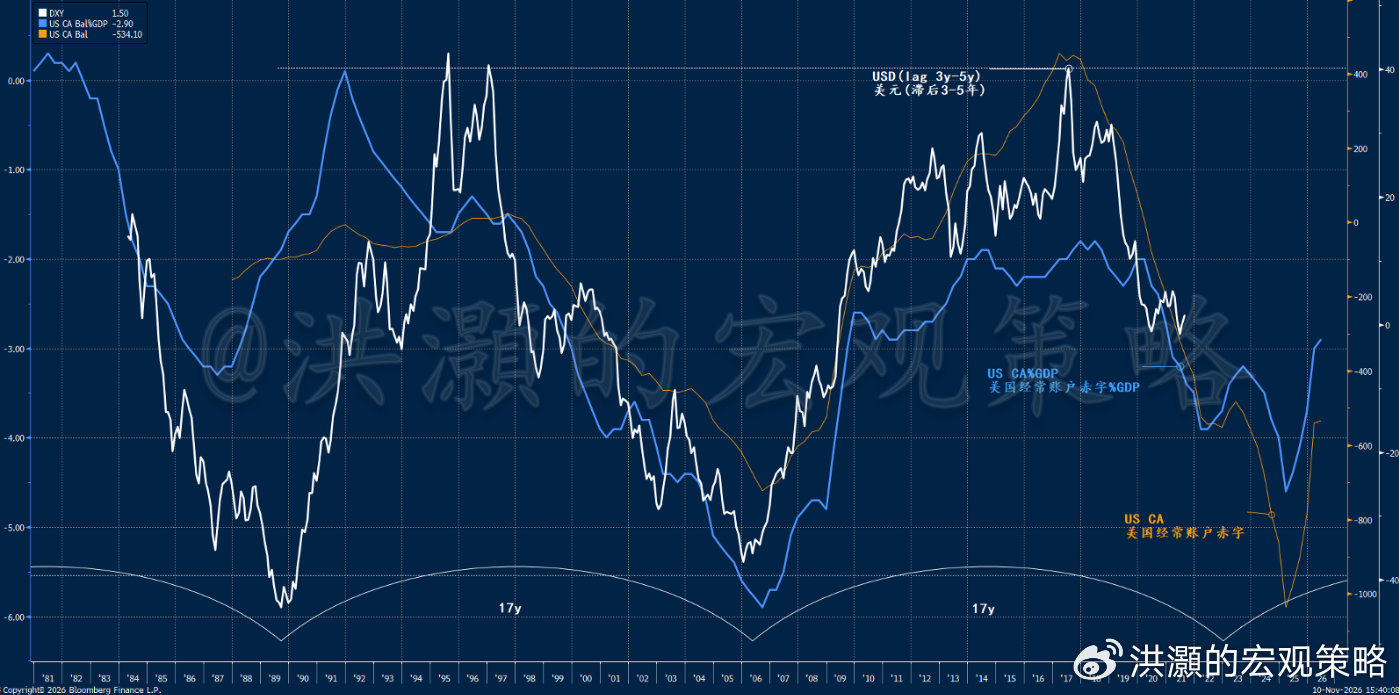 DXY 1.50
US CA Bal%GDP -2.90
US CA Bal -534.10
USD(lag 3y-5y)
美元(滞后3-5年)
@洪灏的宏观策略
US CA%GDP
美国经常账户赤字%GDP
US CA
美国经常账户赤字
17y
17y
0.00
-1.00
-2.00
-3.00
-4.00
-5.00
-6.00
400
200
0
-200
-400
-600
-800
-1000
40
20
0
-20
-40
'81 '82 '83 '84 '85 '86 '87 '88 '89 '90 '91 '92 '93 '94 '95 '96 '97 '98 '99 '00 '01 '02 '03 '04 '05 '06 '07 '08 '09 '10 '11 '12 '13 '14 '15 '16 '17 '18 '19 '20 '21 '22 23 '24 '25 26
洪灏的宏观策略
Copyright© 2026 Bloomberg Finance L.P.
10-Nov-2026 15:40:08